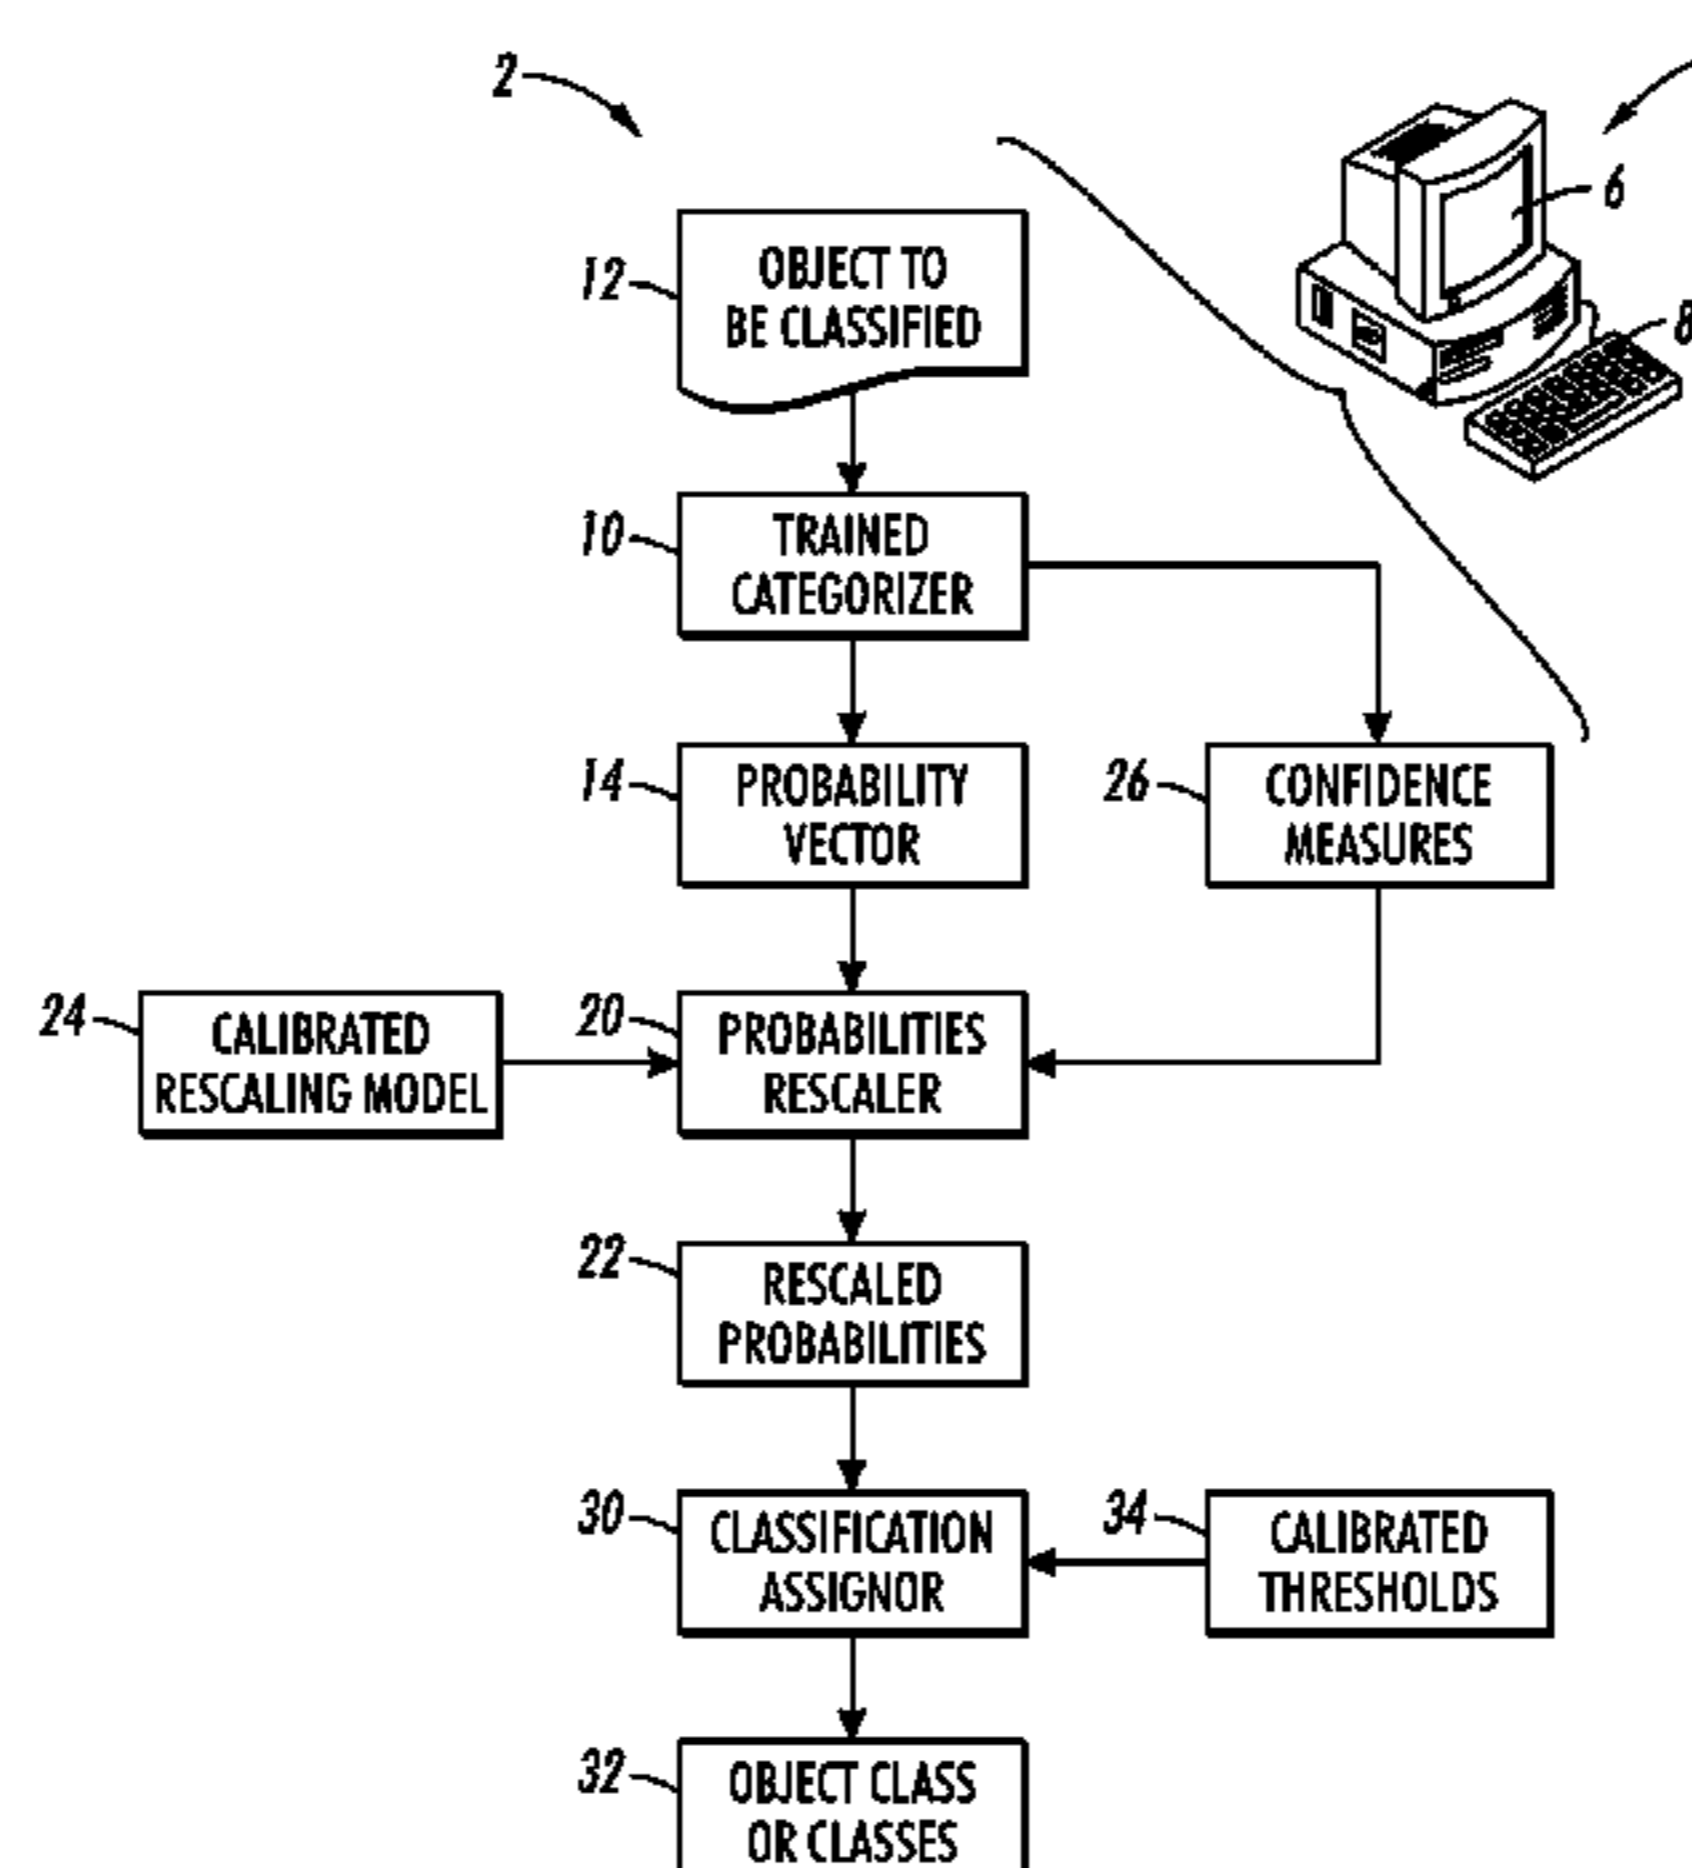 2
6
12
OBJECT TO
BE CLASSIFIED
8
10
TRAINED
CATEGORIZER
14
PROBABILITY
VECTOR
26
CONFIDENCE
MEASURES
24
CALIBRATED
RESCALING MODEL
20
PROBABILITIES
RESCALER
22
RESCALED
PROBABILITIES
30
CLASSIFICATION
ASSIGNOR
34
CALIBRATED
THRESHOLDS
32
OBJECT CLASS
OR CLASSES